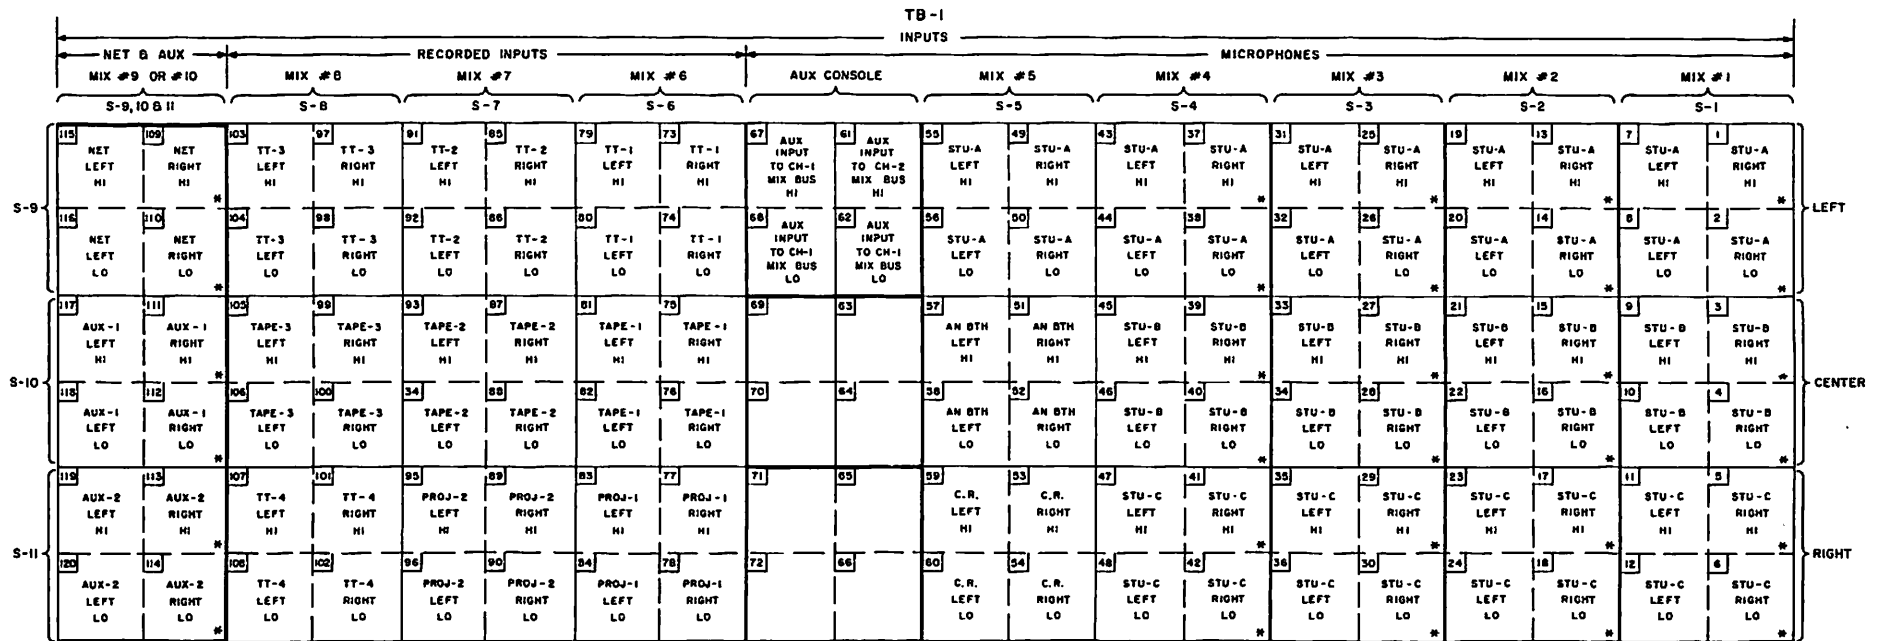 TB-1
INPUTS
NET & AUX RECORDED INPUTS MICROPHONES
MIX #9 OR #10 MIX #8 MIX #7 MIX #6 AUX CONSOLE MIX #5 MIX #4 MIX #3 MIX #2 MIX #1
S-9, 10 & 11 S-8 S-7 S-6 S-5 S-4 S-3 S-2 S-1
115 109 103 97 91 85 79 73 67 61 55 49 43 37 31 25 19 13 7 1
NET NET TT-3 TT-3 TT-2 TT-2 TT-1 TT-1 AUX INPUT AUX INPUT STU-A STU-A STU-A STU-A STU-A STU-A STU-A STU-A STU-A STU-A
LEFT RIGHT LEFT RIGHT LEFT RIGHT LEFT RIGHT TO CH-1 TO CH-2 LEFT RIGHT LEFT RIGHT LEFT RIGHT LEFT RIGHT LEFT RIGHT
HI HI HI HI HI HI HI HI MIX BUS HI MIX BUS HI HI HI HI HI HI HI HI HI HI HI
* * * * *
S-9 LEFT
116 110 104 98 92 86 80 74 68 62 56 50 44 38 32 26 20 14 8 2
NET NET TT-3 TT-3 TT-2 TT-2 TT-1 TT-1 AUX INPUT AUX INPUT STU-A STU-A STU-A STU-A STU-A STU-A STU-A STU-A STU-A STU-A
LEFT RIGHT LEFT RIGHT LEFT RIGHT LEFT RIGHT TO CH-1 TO CH-1 LEFT RIGHT LEFT RIGHT LEFT RIGHT LEFT RIGHT LEFT RIGHT
LO LO LO LO LO LO LO LO MIX BUS LO MIX BUS LO LO LO LO LO LO LO LO LO LO LO
* * * * *
117 111 105 99 93 87 81 75 69 63 57 51 45 39 33 27 21 15 9 3
AUX-1 AUX-1 TAPE-3 TAPE-3 TAPE-2 TAPE-2 TAPE-1 TAPE-1 AN BTH AN BTH STU-B STU-B STU-B STU-B STU-B STU-B STU-B STU-B
LEFT RIGHT LEFT RIGHT LEFT RIGHT LEFT RIGHT LEFT RIGHT LEFT RIGHT LEFT RIGHT LEFT RIGHT LEFT RIGHT
HI HI HI HI HI HI HI HI HI HI HI HI HI HI HI HI HI HI
* * * * *
S-10 CENTER
118 112 106 100 34 88 82 76 70 64 58 52 46 40 34 28 22 16 10 4
AUX-1 AUX-1 TAPE-3 TAPE-3 TAPE-2 TAPE-2 TAPE-1 TAPE-1 AN BTH AN BTH STU-B STU-B STU-B STU-B STU-B STU-B STU-B STU-B
LEFT RIGHT LEFT RIGHT LEFT RIGHT LEFT RIGHT LEFT RIGHT LEFT RIGHT LEFT RIGHT LEFT RIGHT LEFT RIGHT
LO LO LO LO LO LO LO LO LO LO LO LO LO LO LO LO LO LO
* * * * *
119 113 107 101 95 89 83 77 71 65 59 53 47 41 35 29 23 17 11 5
AUX-2 AUX-2 TT-4 TT-4 PROJ-2 PROJ-2 PROJ-1 PROJ-1 C.R. C.R. STU-C STU-C STU-C STU-C STU-C STU-C STU-C STU-C
LEFT RIGHT LEFT RIGHT LEFT RIGHT LEFT RIGHT LEFT RIGHT LEFT RIGHT LEFT RIGHT LEFT RIGHT LEFT RIGHT
HI HI HI HI HI HI HI HI HI HI HI HI HI HI HI HI HI HI
* * * * *
S-11 RIGHT
120 114 108 102 96 90 84 78 72 66 60 54 48 42 36 30 24 18 12 6
AUX-2 AUX-2 TT-4 TT-4 PROJ-2 PROJ-2 PROJ-1 PROJ-1 C.R. C.R. STU-C STU-C STU-C STU-C STU-C STU-C STU-C STU-C
LEFT RIGHT LEFT RIGHT LEFT RIGHT LEFT RIGHT LEFT RIGHT LEFT RIGHT LEFT RIGHT LEFT RIGHT LEFT RIGHT
LO LO LO LO LO LO LO LO LO LO LO LO LO LO LO LO LO LO
* * * * *